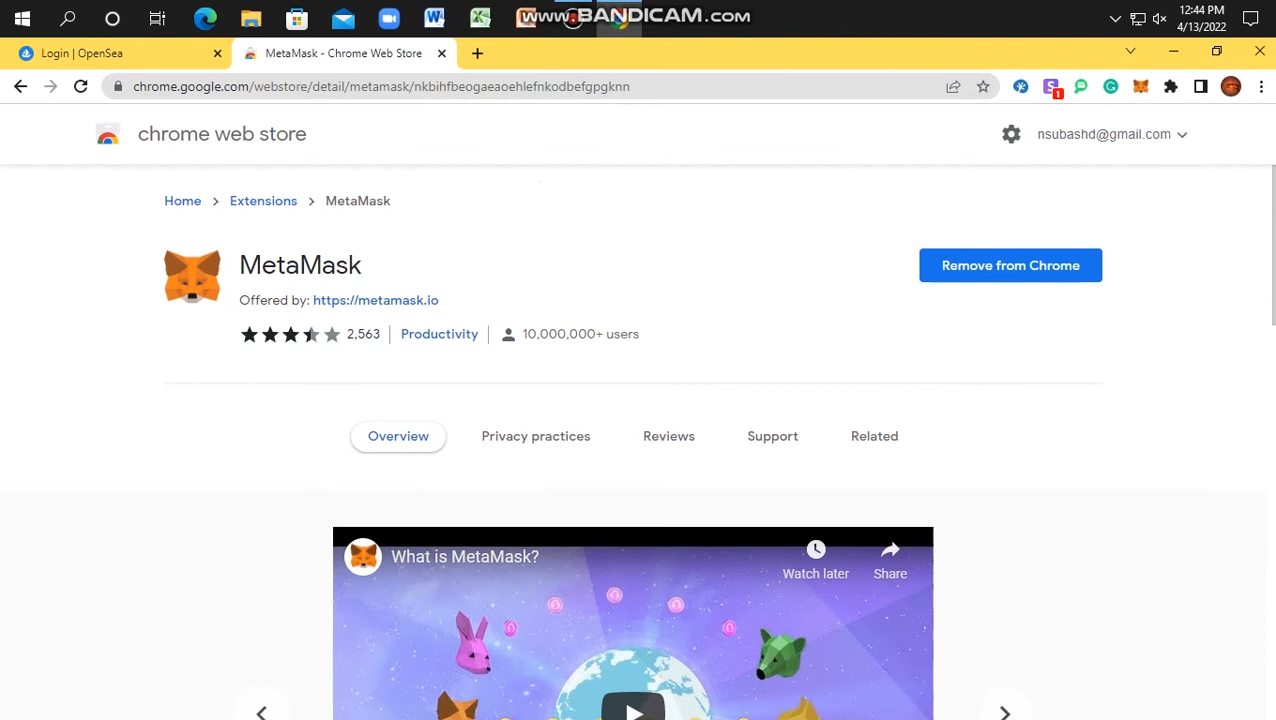 www.BANDICAM.com
12:44 PM
4/13/2022
Login | OpenSea
MetaMask - Chrome Web Store
chrome.google.com/webstore/detail/metamask/nkbihfbeogaeaoehlefnkodbefgpgknn
1
chrome web store
nsubashd@gmail.com
Home > Extensions > MetaMask
MetaMask
Remove from Chrome
Offered by: https://metamask.io
2,563 Productivity 10,000,000+ users
Overview Privacy practices Reviews Support Related
What is MetaMask?
Watch later Share